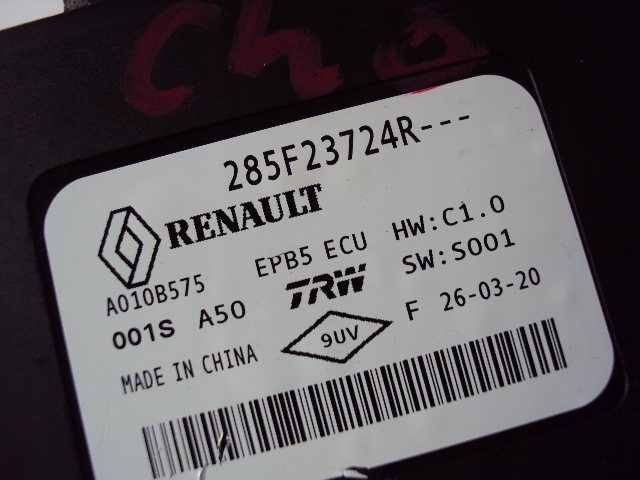 285F23724R---
RENAULT
A010B575 EPB5 ECU HW:C1.0
001S A50 TRW SW:S001
MADE IN CHINA 9UV F 26-03-20